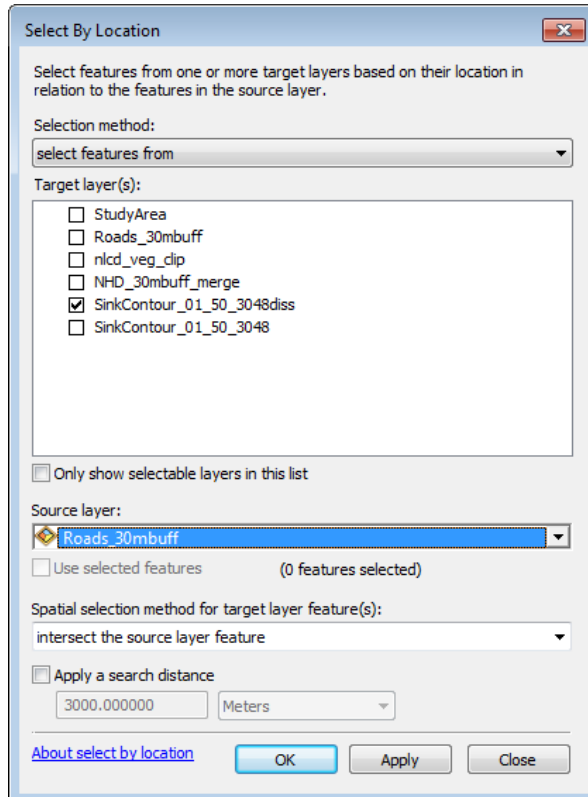 Select By Location
Select features from one or more target layers based on their location in
relation to the features in the source layer.
Selection method:
select features from
Target layer(s):
StudyArea
Roads_30mbuff
nlcd_veg_clip
NHD_30mbuff_merge
SinkContour_01_50_3048diss
SinkContour_01_50_3048
Only show selectable layers in this list
Source layer:
Roads_30mbuff
Use selected features (0 features selected)
Spatial selection method for target layer feature(s):
intersect the source layer feature
Apply a search distance
3000.000000 Meters
About select by location OK Apply Close